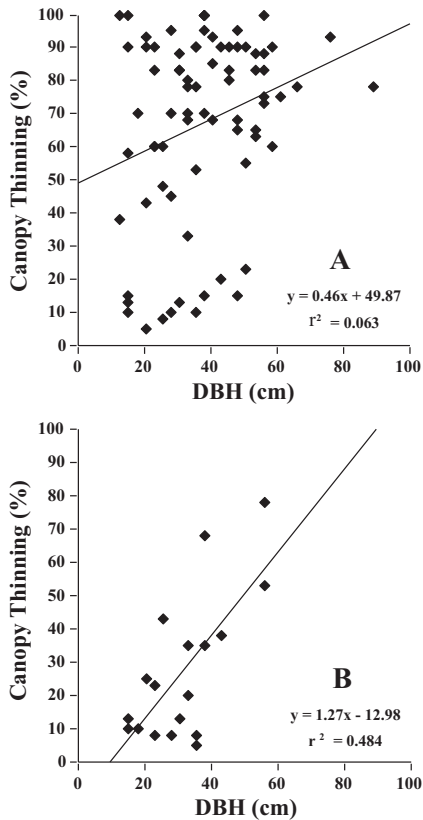 Canopy Thinning (%)
100
90
80
70
60
50
40
30
20
10
0
0 20 40 60 80 100
DBH (cm)
A
y = 0.46x + 49.87
r² = 0.063
Canopy Thinning (%)
100
90
80
70
60
50
40
30
20
10
0
0 20 40 60 80 100
DBH (cm)
B
y = 1.27x - 12.98
r² = 0.484